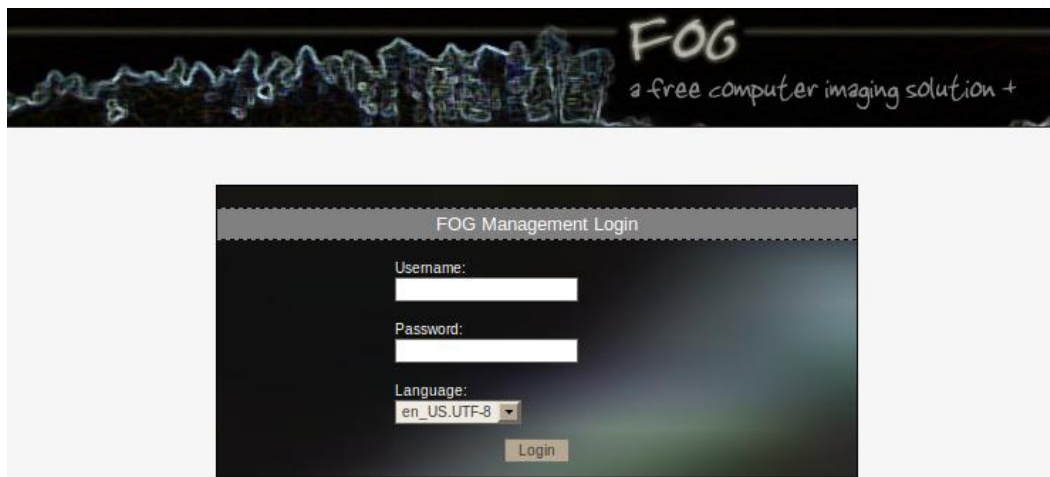 FOG
a free computer imaging solution +
FOG Management Login
Username:
Password:
Language:
en_US.UTF-8
Login